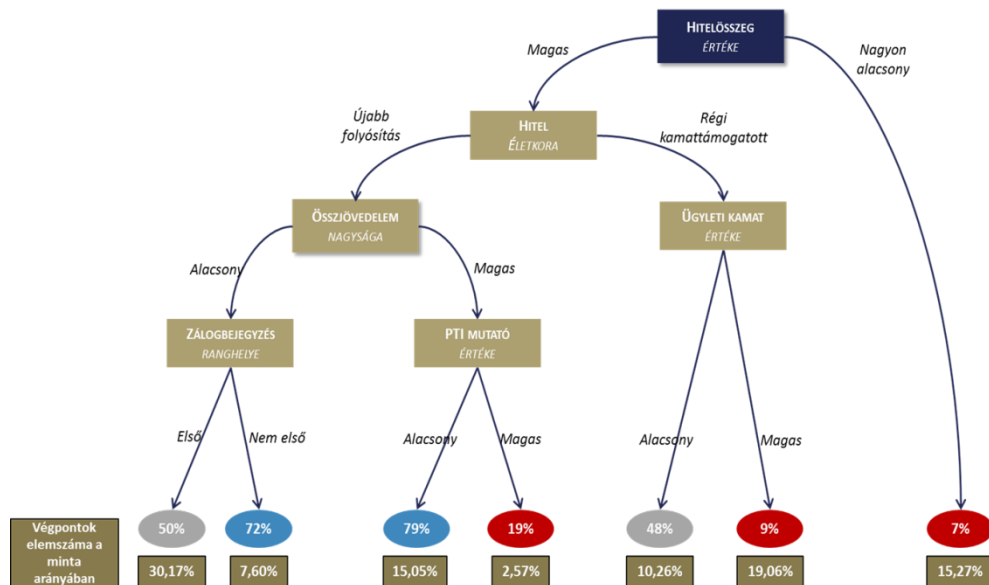 HITELÖSSZEG
ÉRTÉKE
Magas
Nagyon
alacsony
HITEL
ÉLETKORA
Újabb
folyósítás
Régi
kamattámogatott
ÖSSZJÖVEDELEM
NAGYSÁGA
ÜGYLETI KAMAT
ÉRTÉKE
Alacsony
Magas
ZÁLOGBEJEGYZÉS
RANGHELYE
PTI MUTATÓ
ÉRTÉKE
Első
Nem első
Alacsony
Magas
Alacsony
Magas
50%
72%
79%
19%
48%
9%
7%
Végpontok
elemszáma a
minta
arányában
30,17%
7,60%
15,05%
2,57%
10,26%
19,06%
15,27%